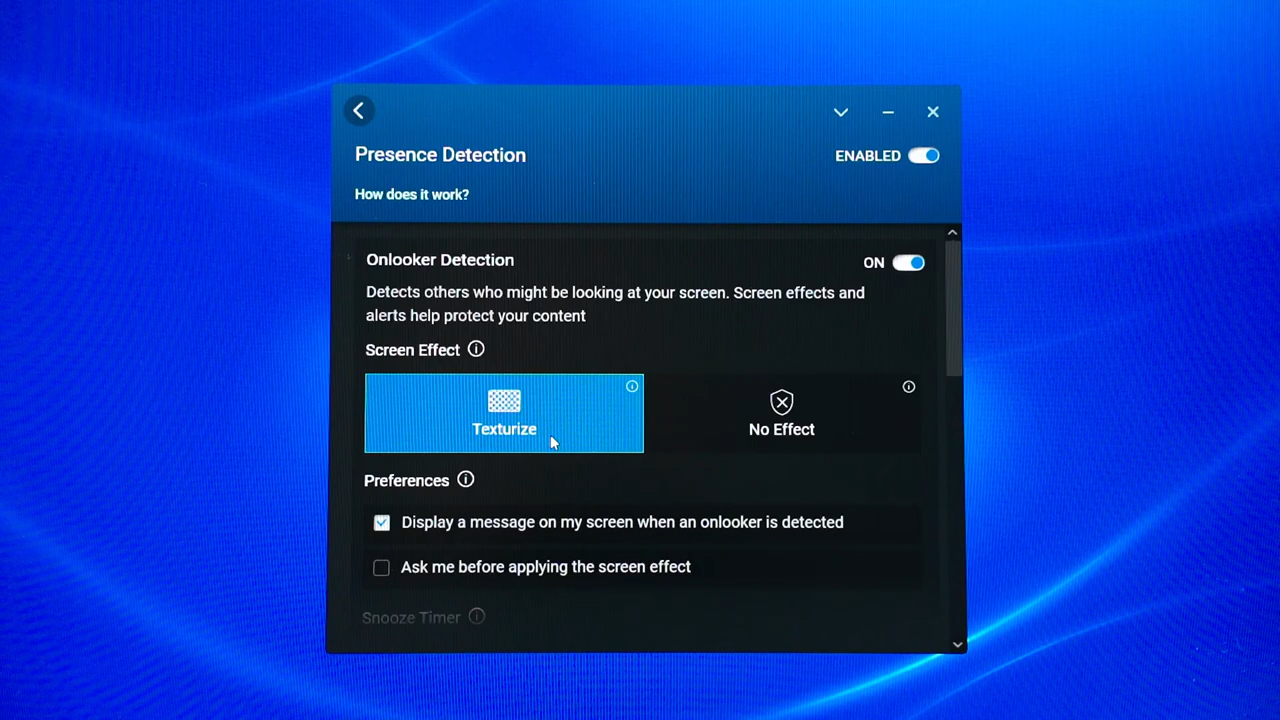 Presence Detection
ENABLED
How does it work?
Onlooker Detection
ON
Detects others who might be looking at your screen. Screen effects and
alerts help protect your content
Screen Effect
Texturize
No Effect
Preferences
Display a message on my screen when an onlooker is detected
Ask me before applying the screen effect
Snooze Timer